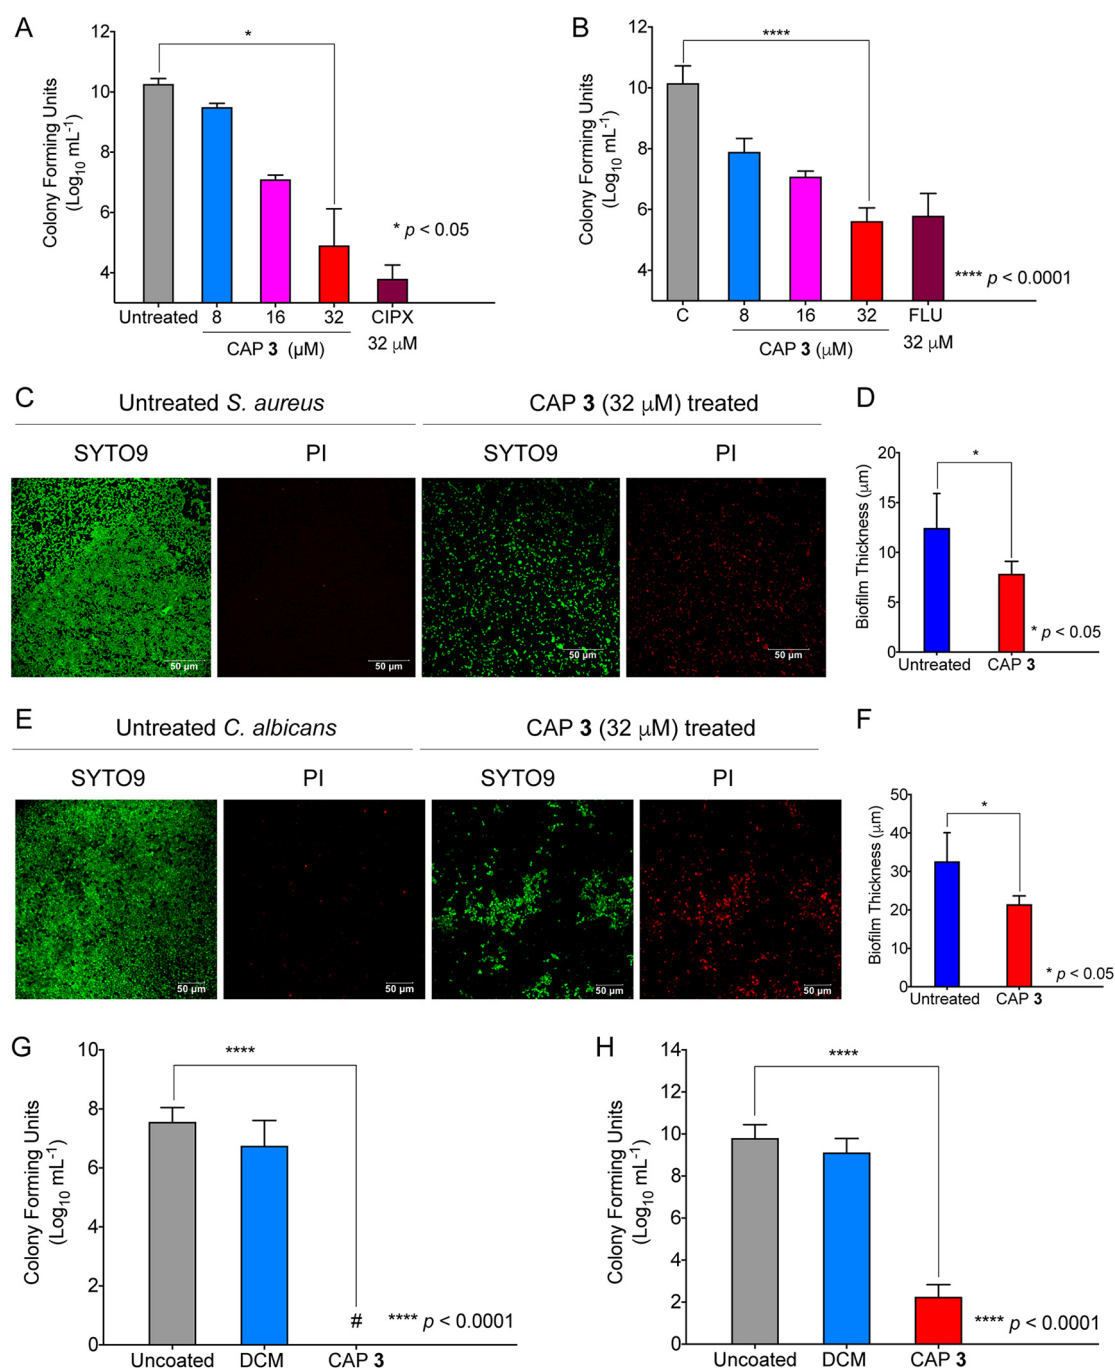 A
Colony Forming Units
(Log10 mL-1)
12
10
8
6
4
*
* p < 0.05
Untreated
8
16
32
CIPX
32 μM
CAP 3 (μM)
B
Colony Forming Units
(Log10 mL-1)
12
10
8
6
4
****
**** p < 0.0001
C
8
16
32
FLU
32 μM
CAP 3 (μM)
C
Untreated S. aureus
CAP 3 (32 μM) treated
SYTO9
PI
SYTO9
PI
50 μm
50 μm
50 μm
50 μm
D
Biofilm Thickness (μm)
20
15
10
5
0
*
* p < 0.05
Untreated
CAP 3
E
Untreated C. albicans
CAP 3 (32 μM) treated
SYTO9
PI
SYTO9
PI
50 μm
50 μm
50 μm
50 μm
F
Biofilm Thickness (μm)
50
40
30
20
10
0
*
* p < 0.05
Untreated
CAP 3
G
Colony Forming Units
(Log10 mL-1)
10
8
6
4
2
0
****
#
**** p < 0.0001
Uncoated
DCM
CAP 3
H
Colony Forming Units
(Log10 mL-1)
14
12
10
8
6
4
2
0
****
**** p < 0.0001
Uncoated
DCM
CAP 3